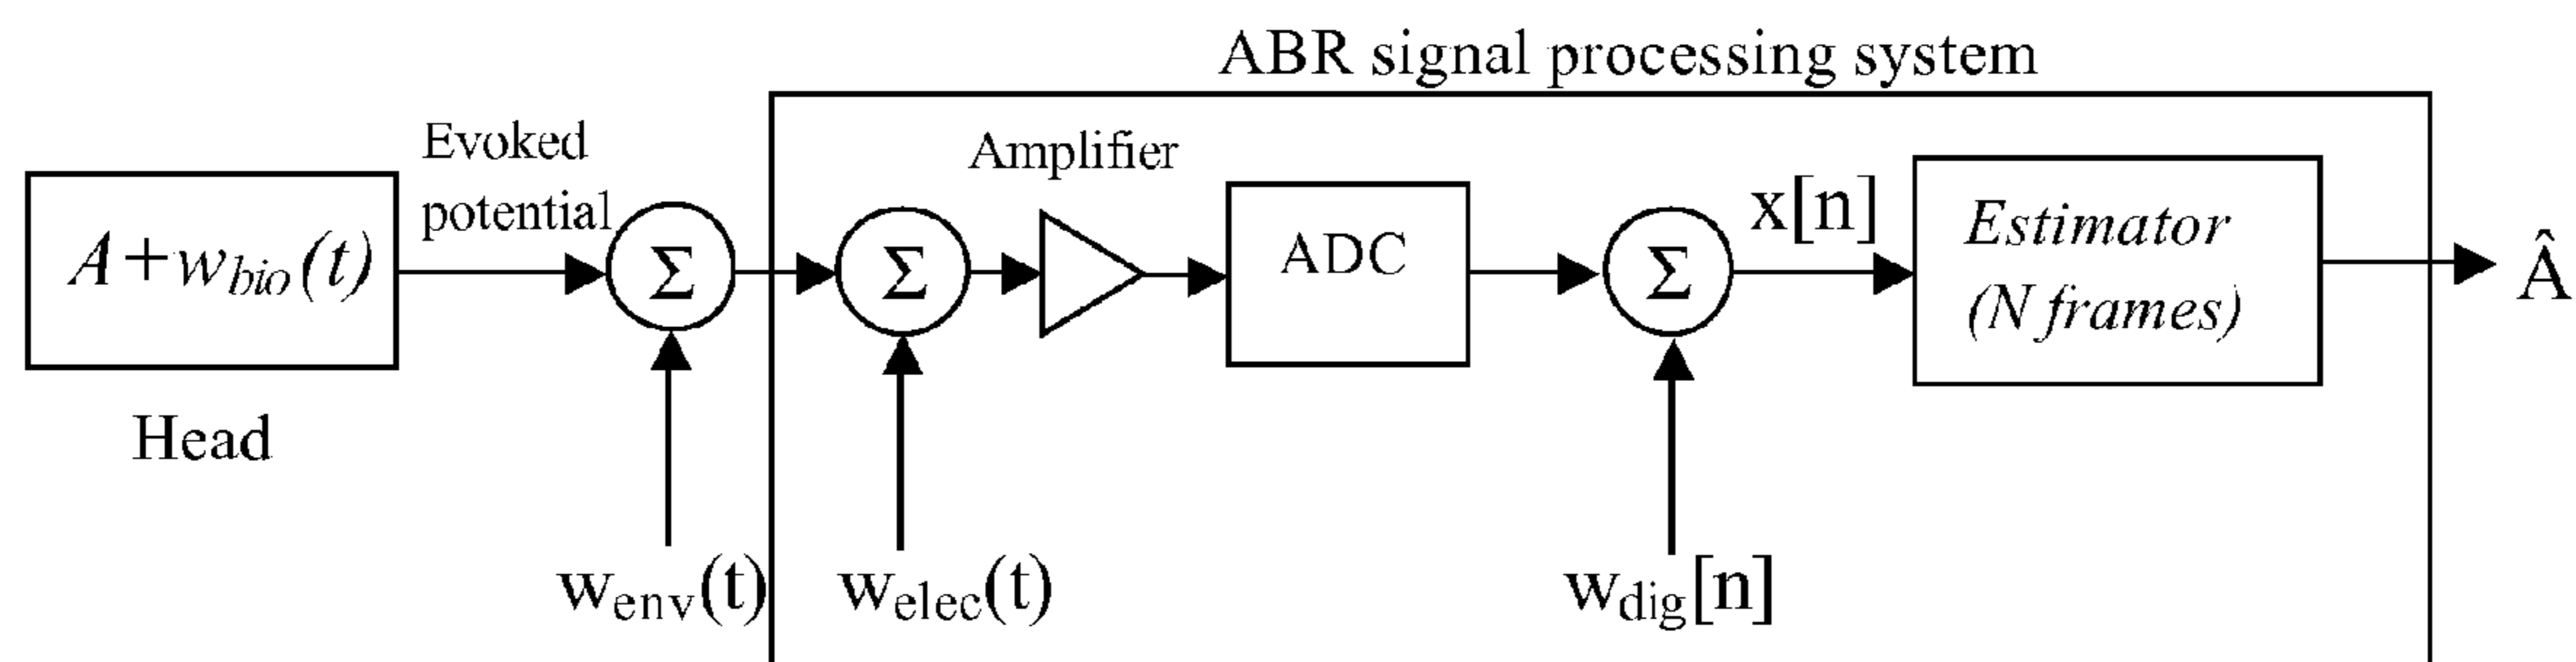 ABR signal processing system
Evoked
potential
Amplifier
A+w_bio(t)
Σ
Σ
ADC
Σ
x[n]
Estimator
(N frames)
Â
Head
w_env(t)
w_elec(t)
w_dig[n]